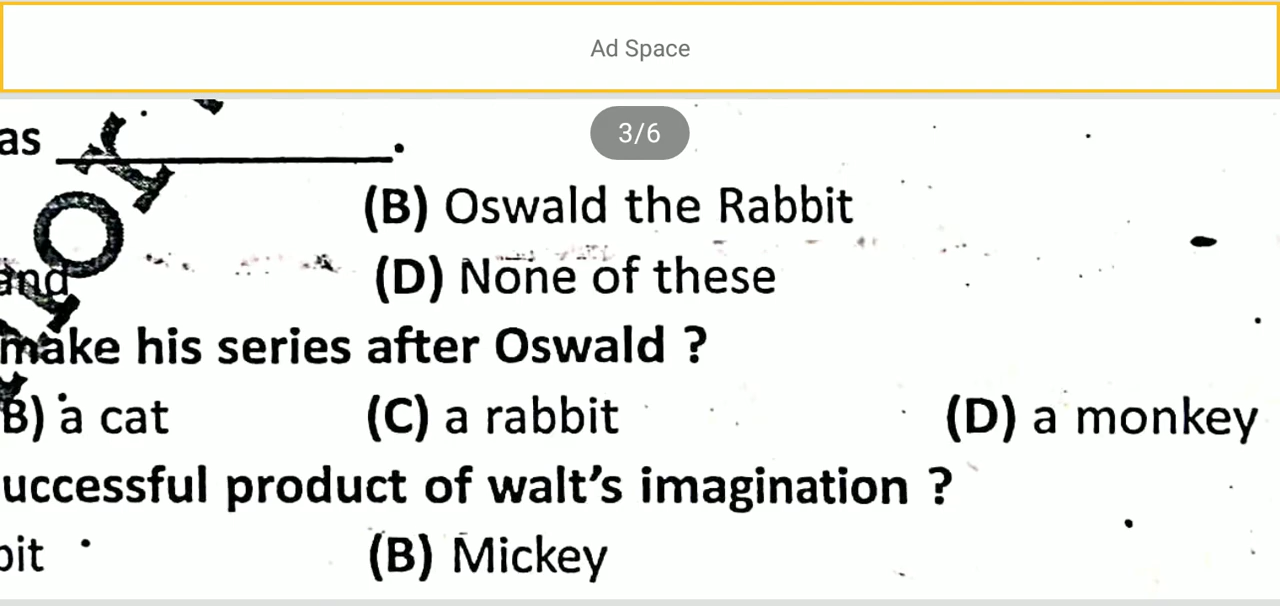 Ad Space
3/6
as ____________.
(B) Oswald the Rabbit
and (D) None of these
make his series after Oswald ?
B) a cat (C) a rabbit (D) a monkey
uccessful product of walt's imagination ?
bit (B) Mickey